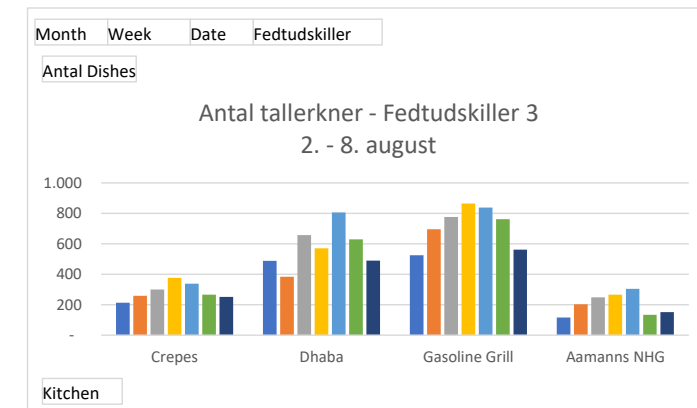 Month Week Date Fedtudskiller
Antal Dishes
Antal tallerkner - Fedtudskiller 3
2. - 8. august
1.000
800
600
400
200
-
Crepes Dhaba Gasoline Grill Aamanns NHG
Kitchen